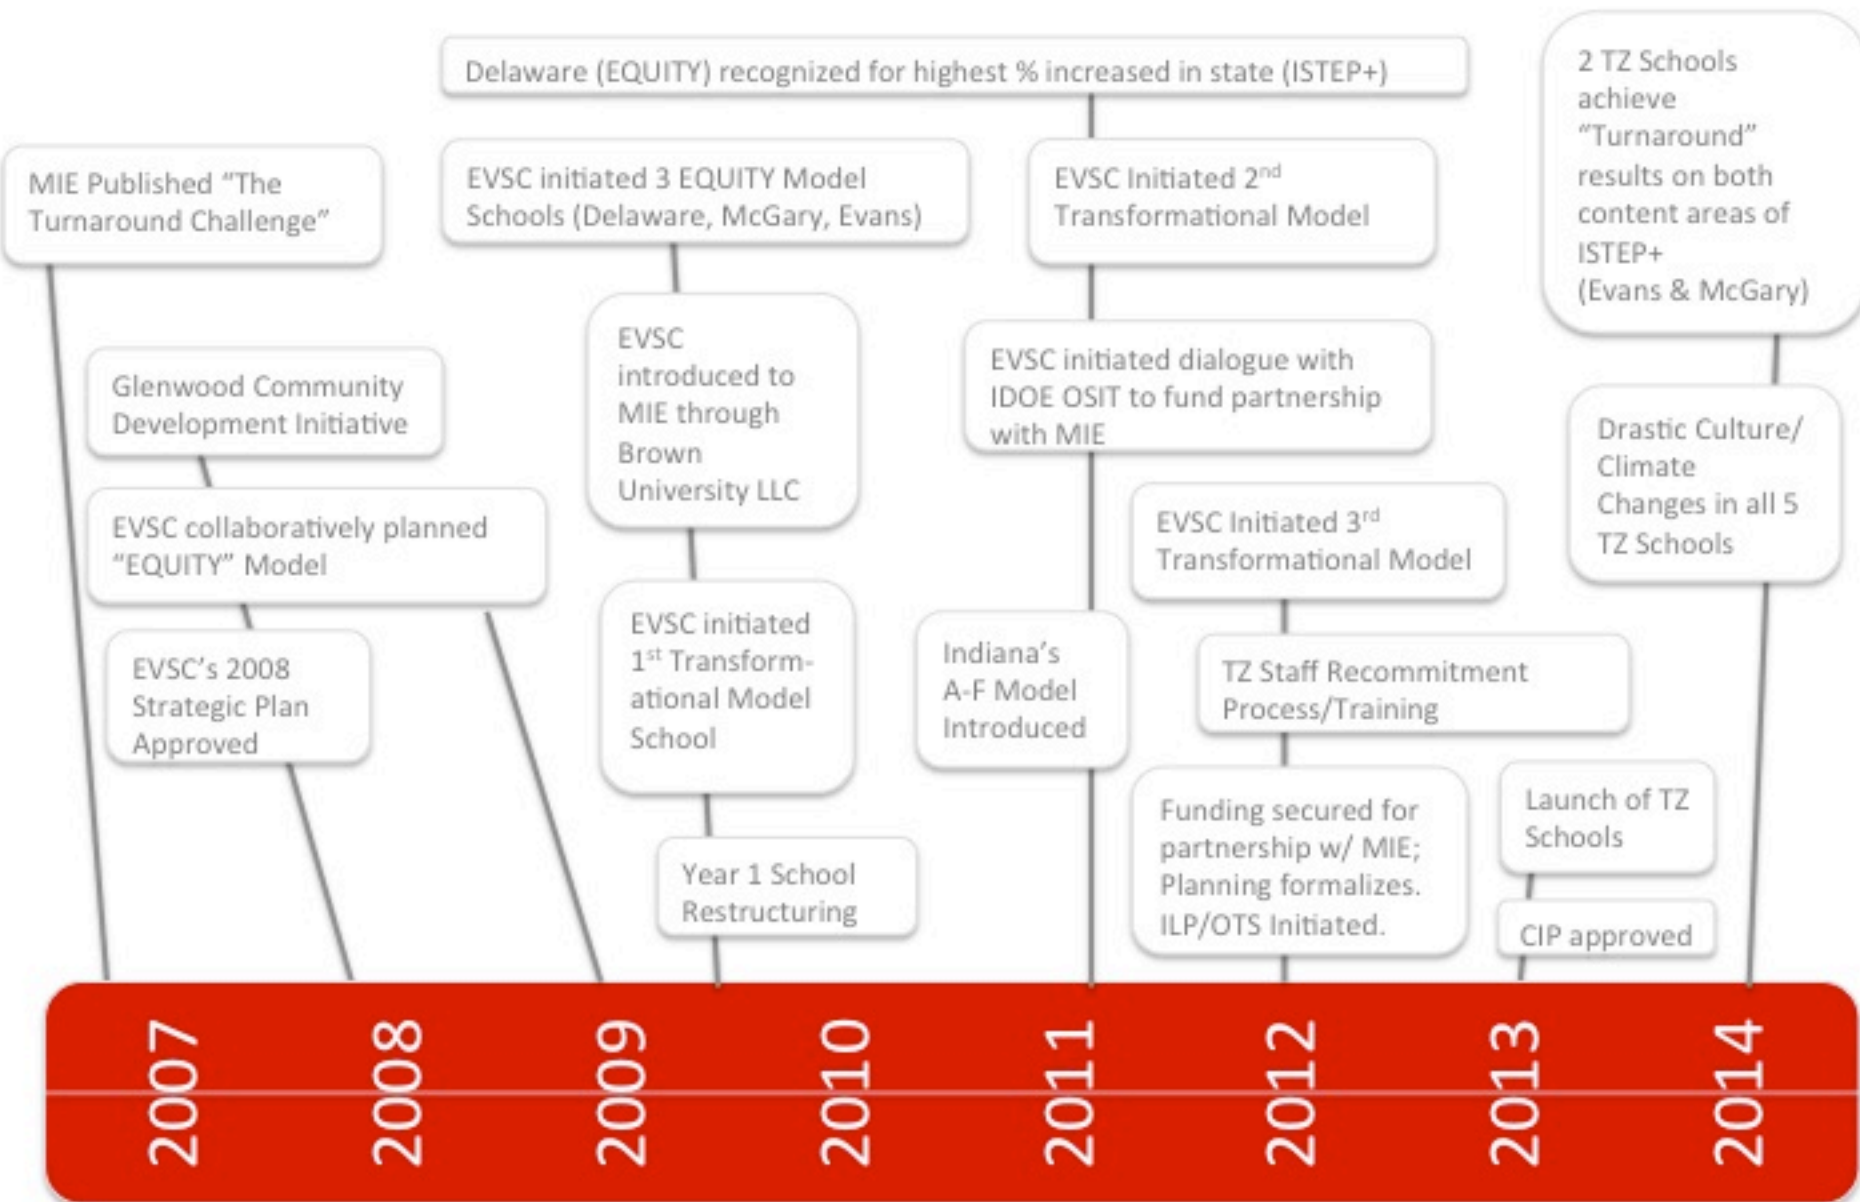 Delaware (EQUITY) recognized for highest % increased in state (ISTEP+)
2 TZ Schools
achieve
“Turnaround”
results on both
content areas of
ISTEP+
(Evans & McGary)
MIE Published “The
Turnaround Challenge”
EVSC initiated 3 EQUITY Model
Schools (Delaware, McGary, Evans)
EVSC Initiated 2nd
Transformational Model
Glenwood Community
Development Initiative
EVSC
introduced to
MIE through
Brown
University LLC
EVSC initiated dialogue with
IDOE OSIT to fund partnership
with MIE
Drastic Culture/
Climate
Changes in all 5
TZ Schools
EVSC collaboratively planned
“EQUITY” Model
EVSC Initiated 3rd
Transformational Model
EVSC’s 2008
Strategic Plan
Approved
EVSC initiated
1st Transform-
ational Model
School
Indiana’s
A-F Model
Introduced
TZ Staff Recommitment
Process/Training
Year 1 School
Restructuring
Funding secured for
partnership w/ MIE;
Planning formalizes.
ILP/OTS Initiated.
Launch of TZ
Schools
CIP approved
2007
2008
2009
2010
2011
2012
2013
2014